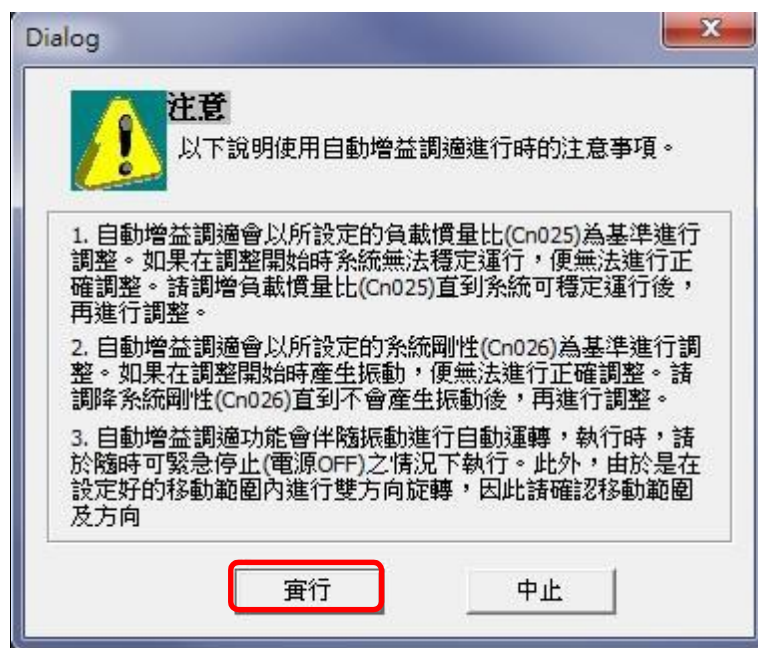 Dialog
注意
以下說明使用自動增益調適進行時的注意事項。
1. 自動增益調適會以所設定的負載慣量比(Cn025)為基準進行
調整。如果在調整開始時系統無法穩定運行，便無法進行正
確調整。請調增負載慣量比(Cn025)直到系統可穩定運行後，
再進行調整。
2. 自動增益調適會以所設定的系統剛性(Cn026)為基準進行調
整。如果在調整開始時產生振動，便無法進行正確調整。請
調降系統剛性(Cn026)直到不會產生振動後，再進行調整。
3. 自動增益調適功能會伴隨振動進行自動運轉，執行時，請
於隨時可緊急停止(電源OFF)之情況下執行。此外，由於是在
設定好的移動範圍內進行雙方向旋轉，因此請確認移動範圍
及方向
實行
中止